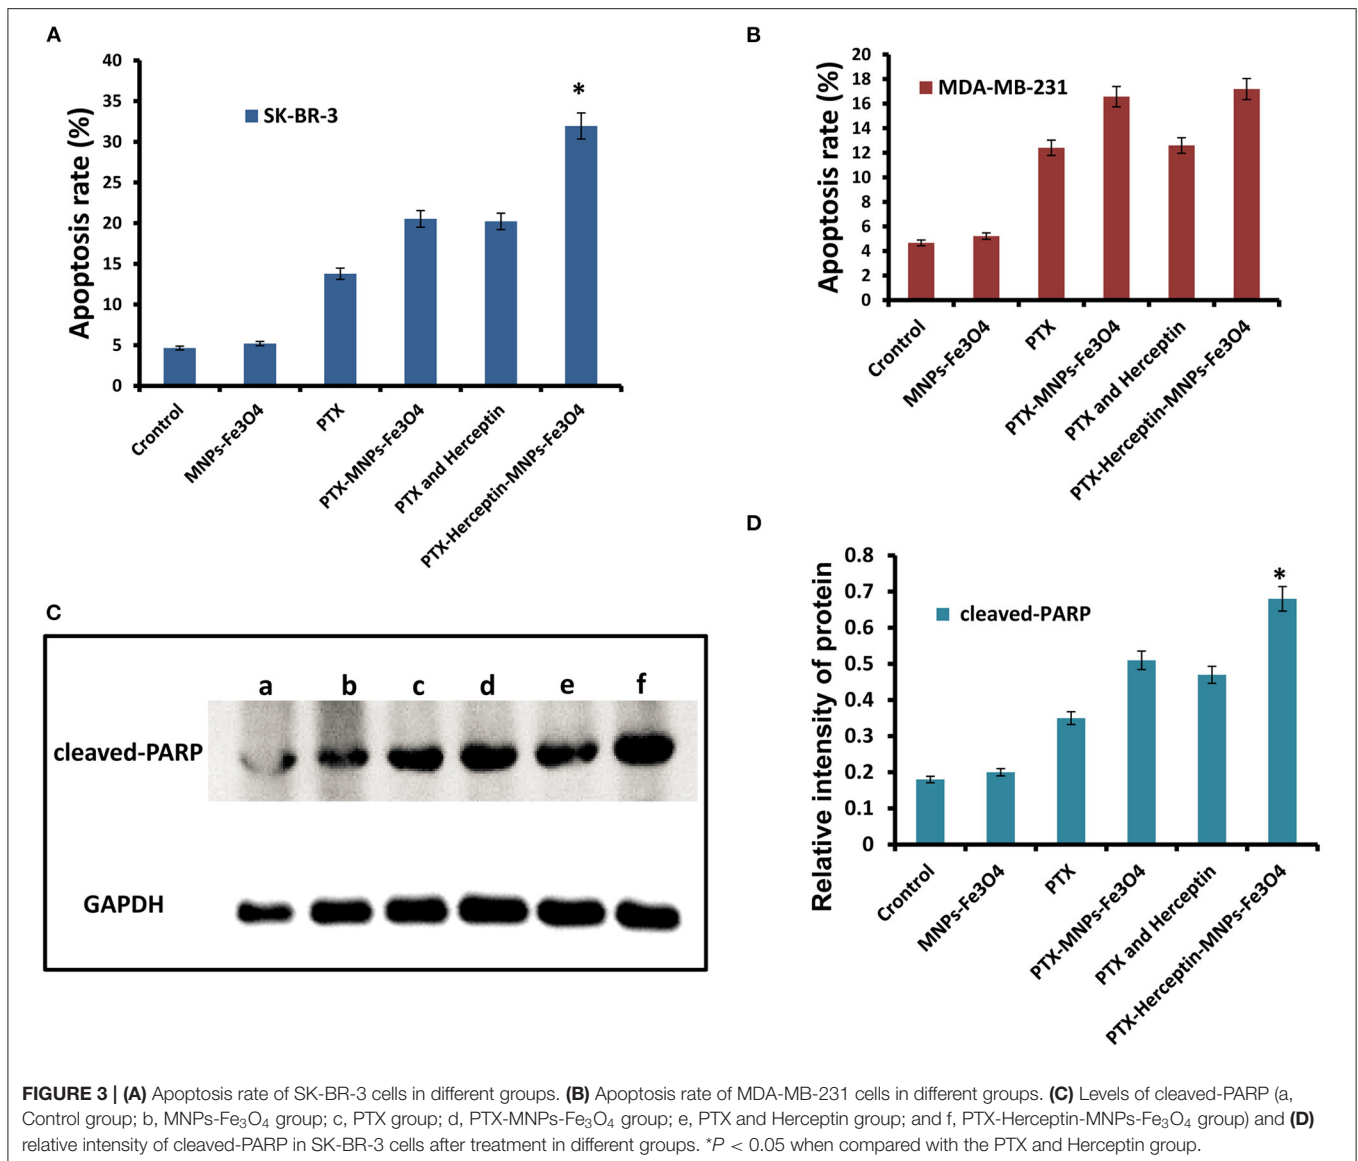 A
40
35
30
25
20
15
10
5
0
Apoptosis rate (%)
SK-BR-3
*
Crontrol
MNPs-Fe3O4
PTX
PTX-MNPs-Fe3O4
PTX and Herceptin
PTX-Herceptin-MNPs-Fe3O4
B
20
18
16
14
12
10
8
6
4
2
0
Apoptosis rate (%)
MDA-MB-231
Crontrol
MNPs-Fe3O4
PTX
PTX-MNPs-Fe3O4
PTX and Herceptin
PTX-Herceptin-MNPs-Fe3O4
C
a b c d e f
cleaved-PARP
GAPDH
D
0.8
0.7
0.6
0.5
0.4
0.3
0.2
0.1
0
Relative intensity of protein
cleaved-PARP
*
Crontrol
MNPs-Fe3O4
PTX
PTX-MNPs-Fe3O4
PTX and Herceptin
PTX-Herceptin-MNPs-Fe3O4
FIGURE 3 | (A) Apoptosis rate of SK-BR-3 cells in different groups. (B) Apoptosis rate of MDA-MB-231 cells in different groups. (C) Levels of cleaved-PARP (a,
Control group; b, MNPs-Fe₃O₄ group; c, PTX group; d, PTX-MNPs-Fe₃O₄ group; e, PTX and Herceptin group; and f, PTX-Herceptin-MNPs-Fe₃O₄ group) and (D)
relative intensity of cleaved-PARP in SK-BR-3 cells after treatment in different groups. *P < 0.05 when compared with the PTX and Herceptin group.